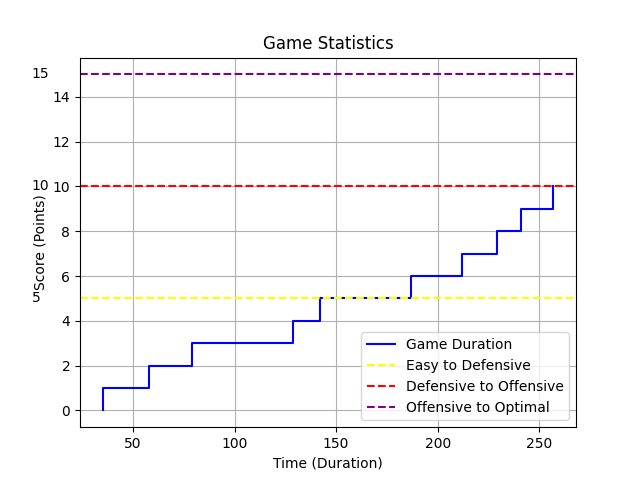 Game Statistics
15
14
12
10 10
8
6
5
4
2
0
Score (Points)
50 100 150 200 250
Time (Duration)
Game Duration
Easy to Defensive
Defensive to Offensive
Offensive to Optimal